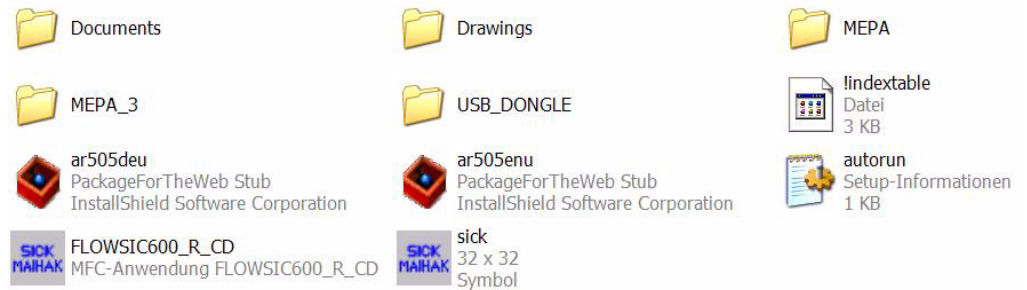 Documents
Drawings
MEPA
MEPA_3
USB_DONGLE
!indextable
Datei
3 KB
ar505deu
PackageForTheWeb Stub
InstallShield Software Corporation
ar505enu
PackageForTheWeb Stub
InstallShield Software Corporation
autorun
Setup-Informationen
1 KB
SICK
MAIHAK
FLOWSIC600_R_CD
MFC-Anwendung FLOWSIC600_R_CD
SICK
MAIHAK
sick
32 x 32
Symbol